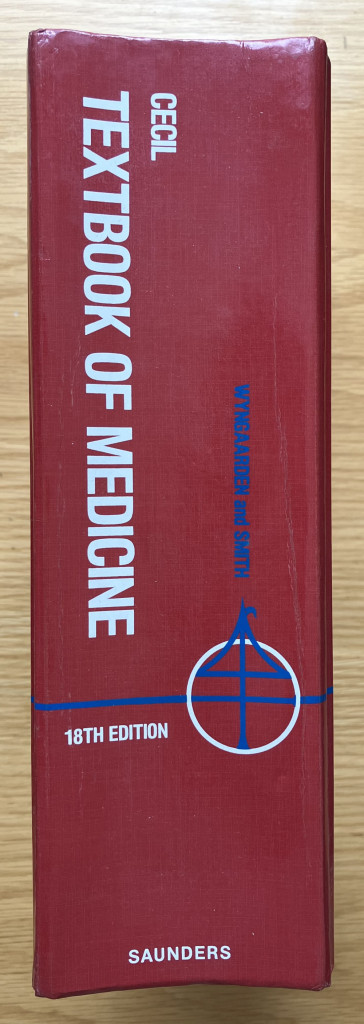 CECIL
TEXTBOOK OF MEDICINE
WYNGAARDEN and SMITH
18TH EDITION
SAUNDERS